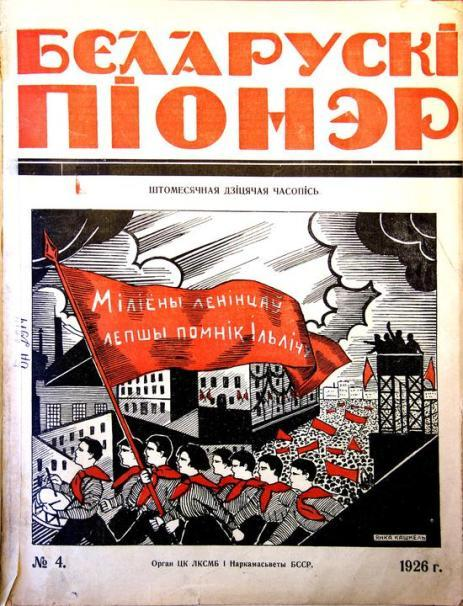 БЕЛАРУСКІ
ПІОНЭР
ШТОМЕСЯЧНАЯ ДЗІЦЯЧАЯ ЧАСОПІСЬ
Міліёны ленінцаў
лепшы помнік Ільлічу
ЯНКА КАШКЕЛЬ
№ 4.
Орган ЦК ЛКСМБ і Наркамасьветы БССР.
1926 г.